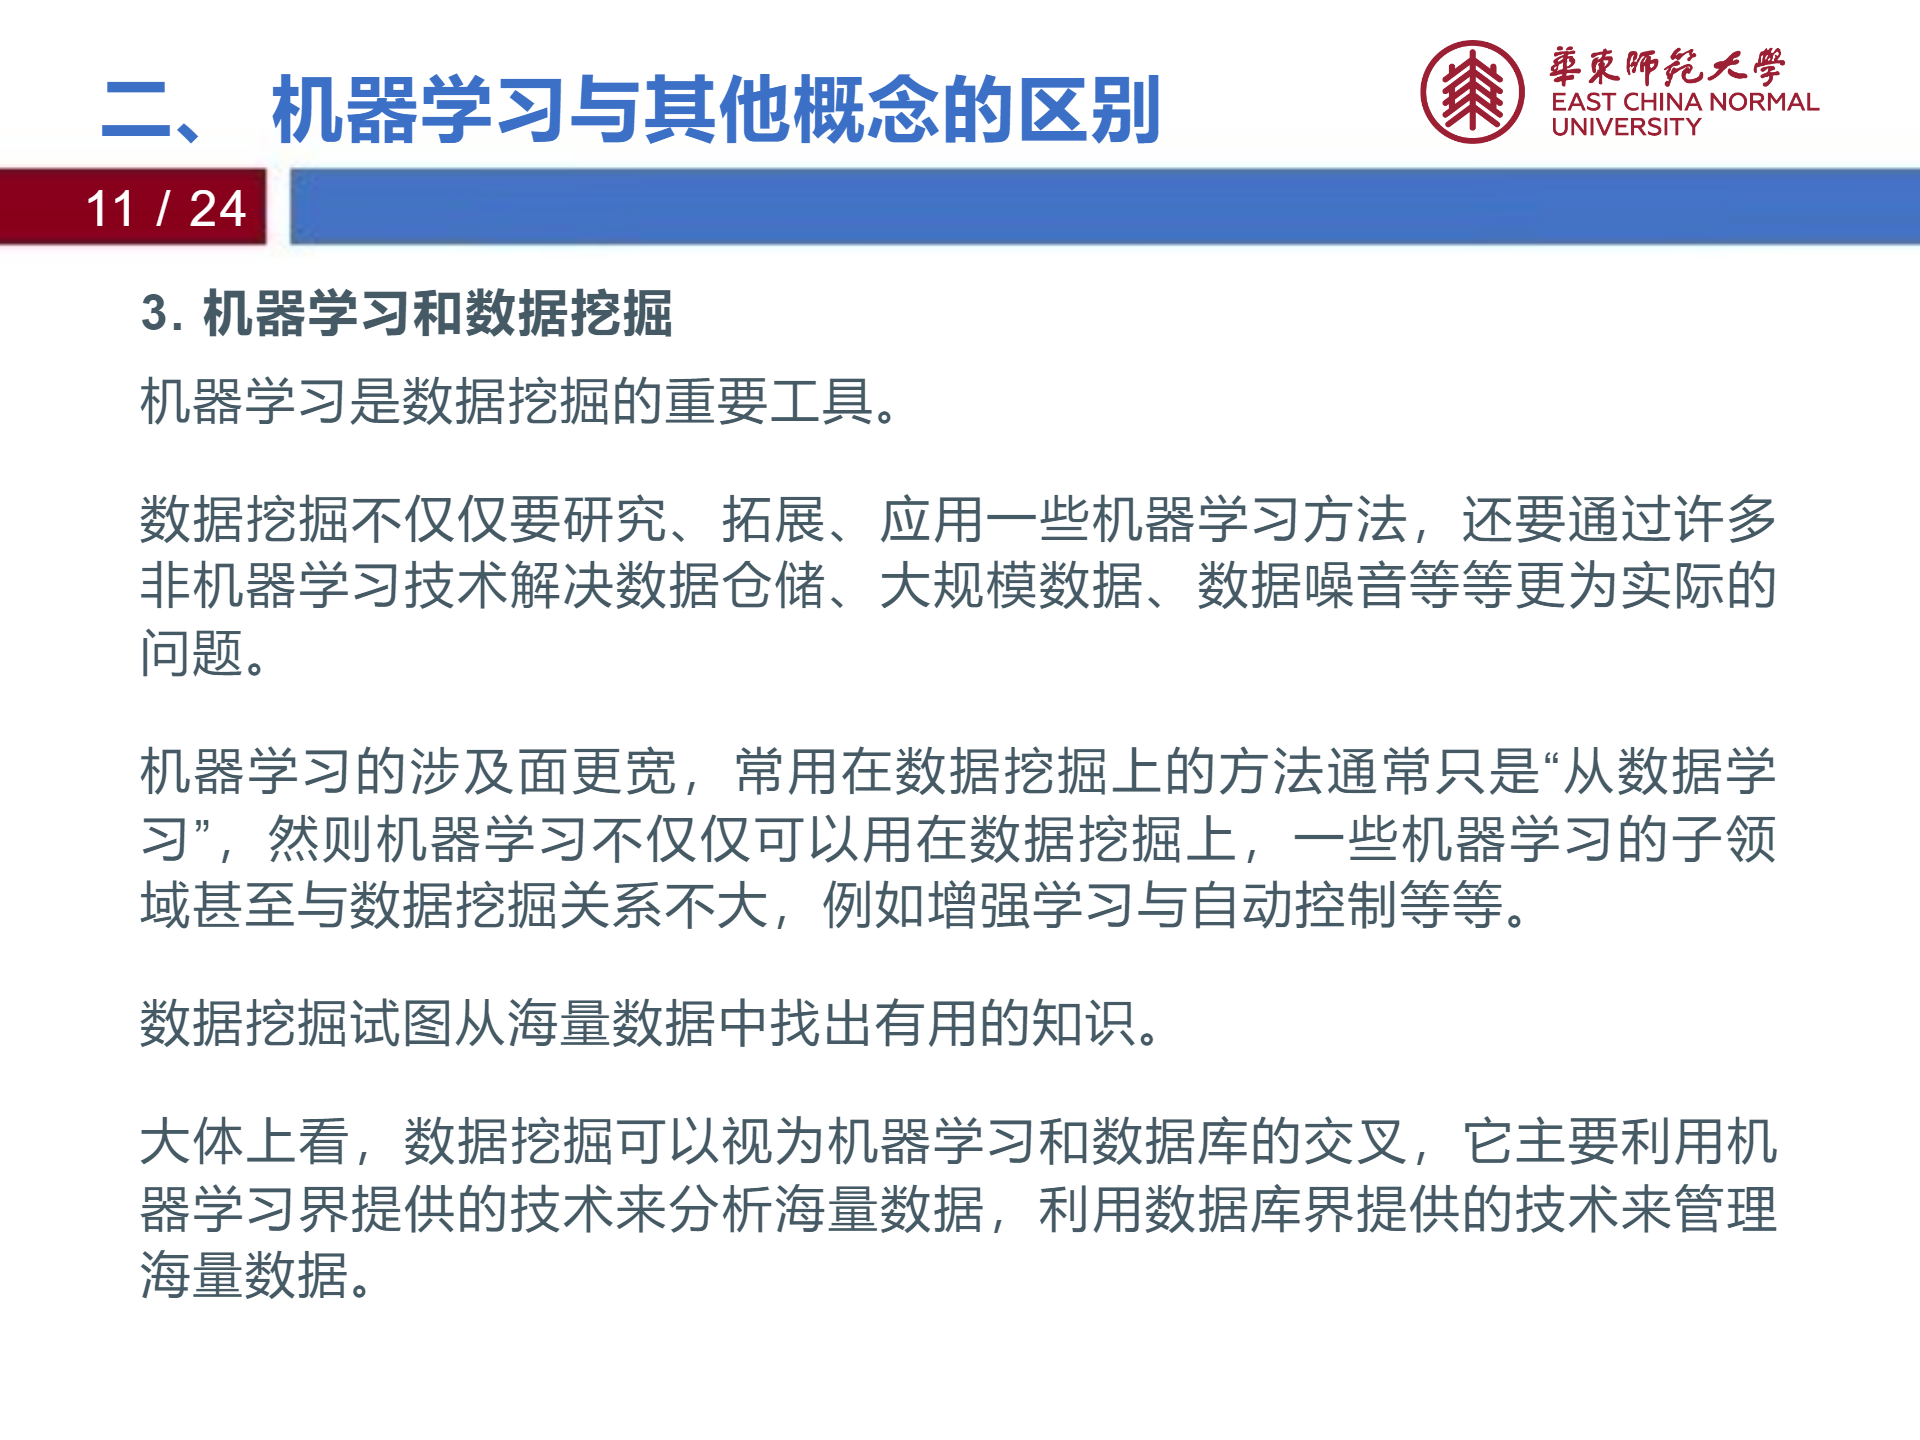 二、 机器学习与其他概念的区别
華東師範大學
EAST CHINA NORMAL
UNIVERSITY
11 / 24
3. 机器学习和数据挖掘
机器学习是数据挖掘的重要工具。
数据挖掘不仅仅要研究、拓展、应用一些机器学习方法，还要通过许多
非机器学习技术解决数据仓储、大规模数据、数据噪音等等更为实际的
问题。
机器学习的涉及面更宽，常用在数据挖掘上的方法通常只是“从数据学
习”，然则机器学习不仅仅可以用在数据挖掘上，一些机器学习的子领
域甚至与数据挖掘关系不大，例如增强学习与自动控制等等。
数据挖掘试图从海量数据中找出有用的知识。
大体上看，数据挖掘可以视为机器学习和数据库的交叉，它主要利用机
器学习界提供的技术来分析海量数据，利用数据库界提供的技术来管理
海量数据。